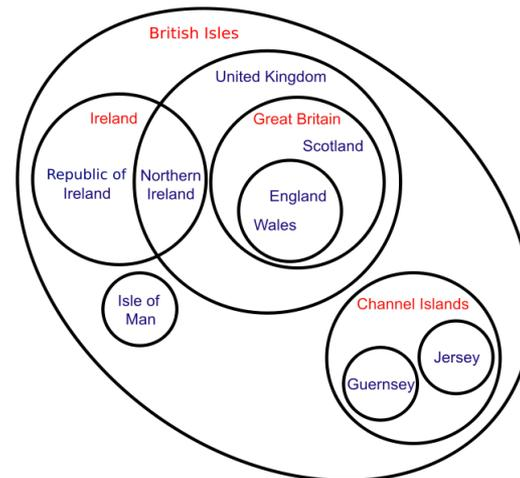 British Isles
United Kingdom
Ireland
Great Britain
Scotland
Republic of
Ireland
Northern
Ireland
England
Wales
Isle of
Man
Channel Islands
Jersey
Guernsey